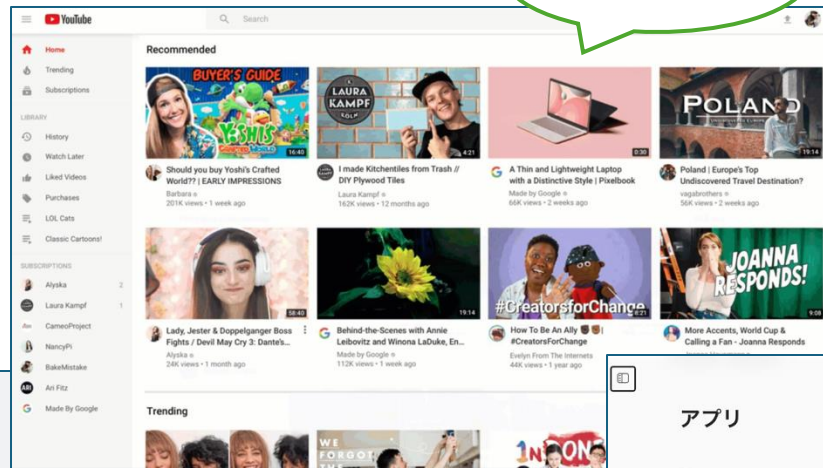 YouTube
Search
Home
Trending
Subscriptions
LIBRARY
History
Watch Later
Liked Videos
Purchases
LOL Cats
Classic Cartoons!
SUBSCRIPTIONS
Alyska 2
Laura Kampf 1
CameoProject
NancyPi
BakeMistake
Ari Fitz
Made By Google
Recommended
BUYER'S GUIDE
YOSHI'S
CRAFTED WORLD
16:40
Should you buy Yoshi's Crafted
World?? | EARLY IMPRESSIONS
Barbara
201K views • 1 week ago
LAURA
KAMPF
KÖLN
4:21
I made Kitchentiles from Trash //
DIY Plywood Tiles
Laura Kampf
162K views • 12 months ago
0:30
A Thin and Lightweight Laptop
with a Distinctive Style | Pixelbook
Made by Google
66K views • 2 weeks ago
POLAND
19:14
Poland | Europe's Top
Undiscovered Travel Destination?
vagabrothers
56K views • 2 weeks ago
58:40
Lady, Jester & Doppelganger Boss
Fights / Devil May Cry 3: Dante's...
Alyska
24K views • 1 month ago
19:14
Behind-the-Scenes with Annie
Leibovitz and Winona LaDuke, En...
Made by Google
112K views • 1 week ago
#CreatorsforChange
6:21
How To Be An Ally ✊🏿✊🏾|
#CreatorsForChange
Evelyn From The Internets
44K views • 1 year ago
JOANNA
RESPONDS!
9:08
More Accents, World Cup &
Calling a Fan - Joanna Responds
Trending
WE
FORGOT
アプリ